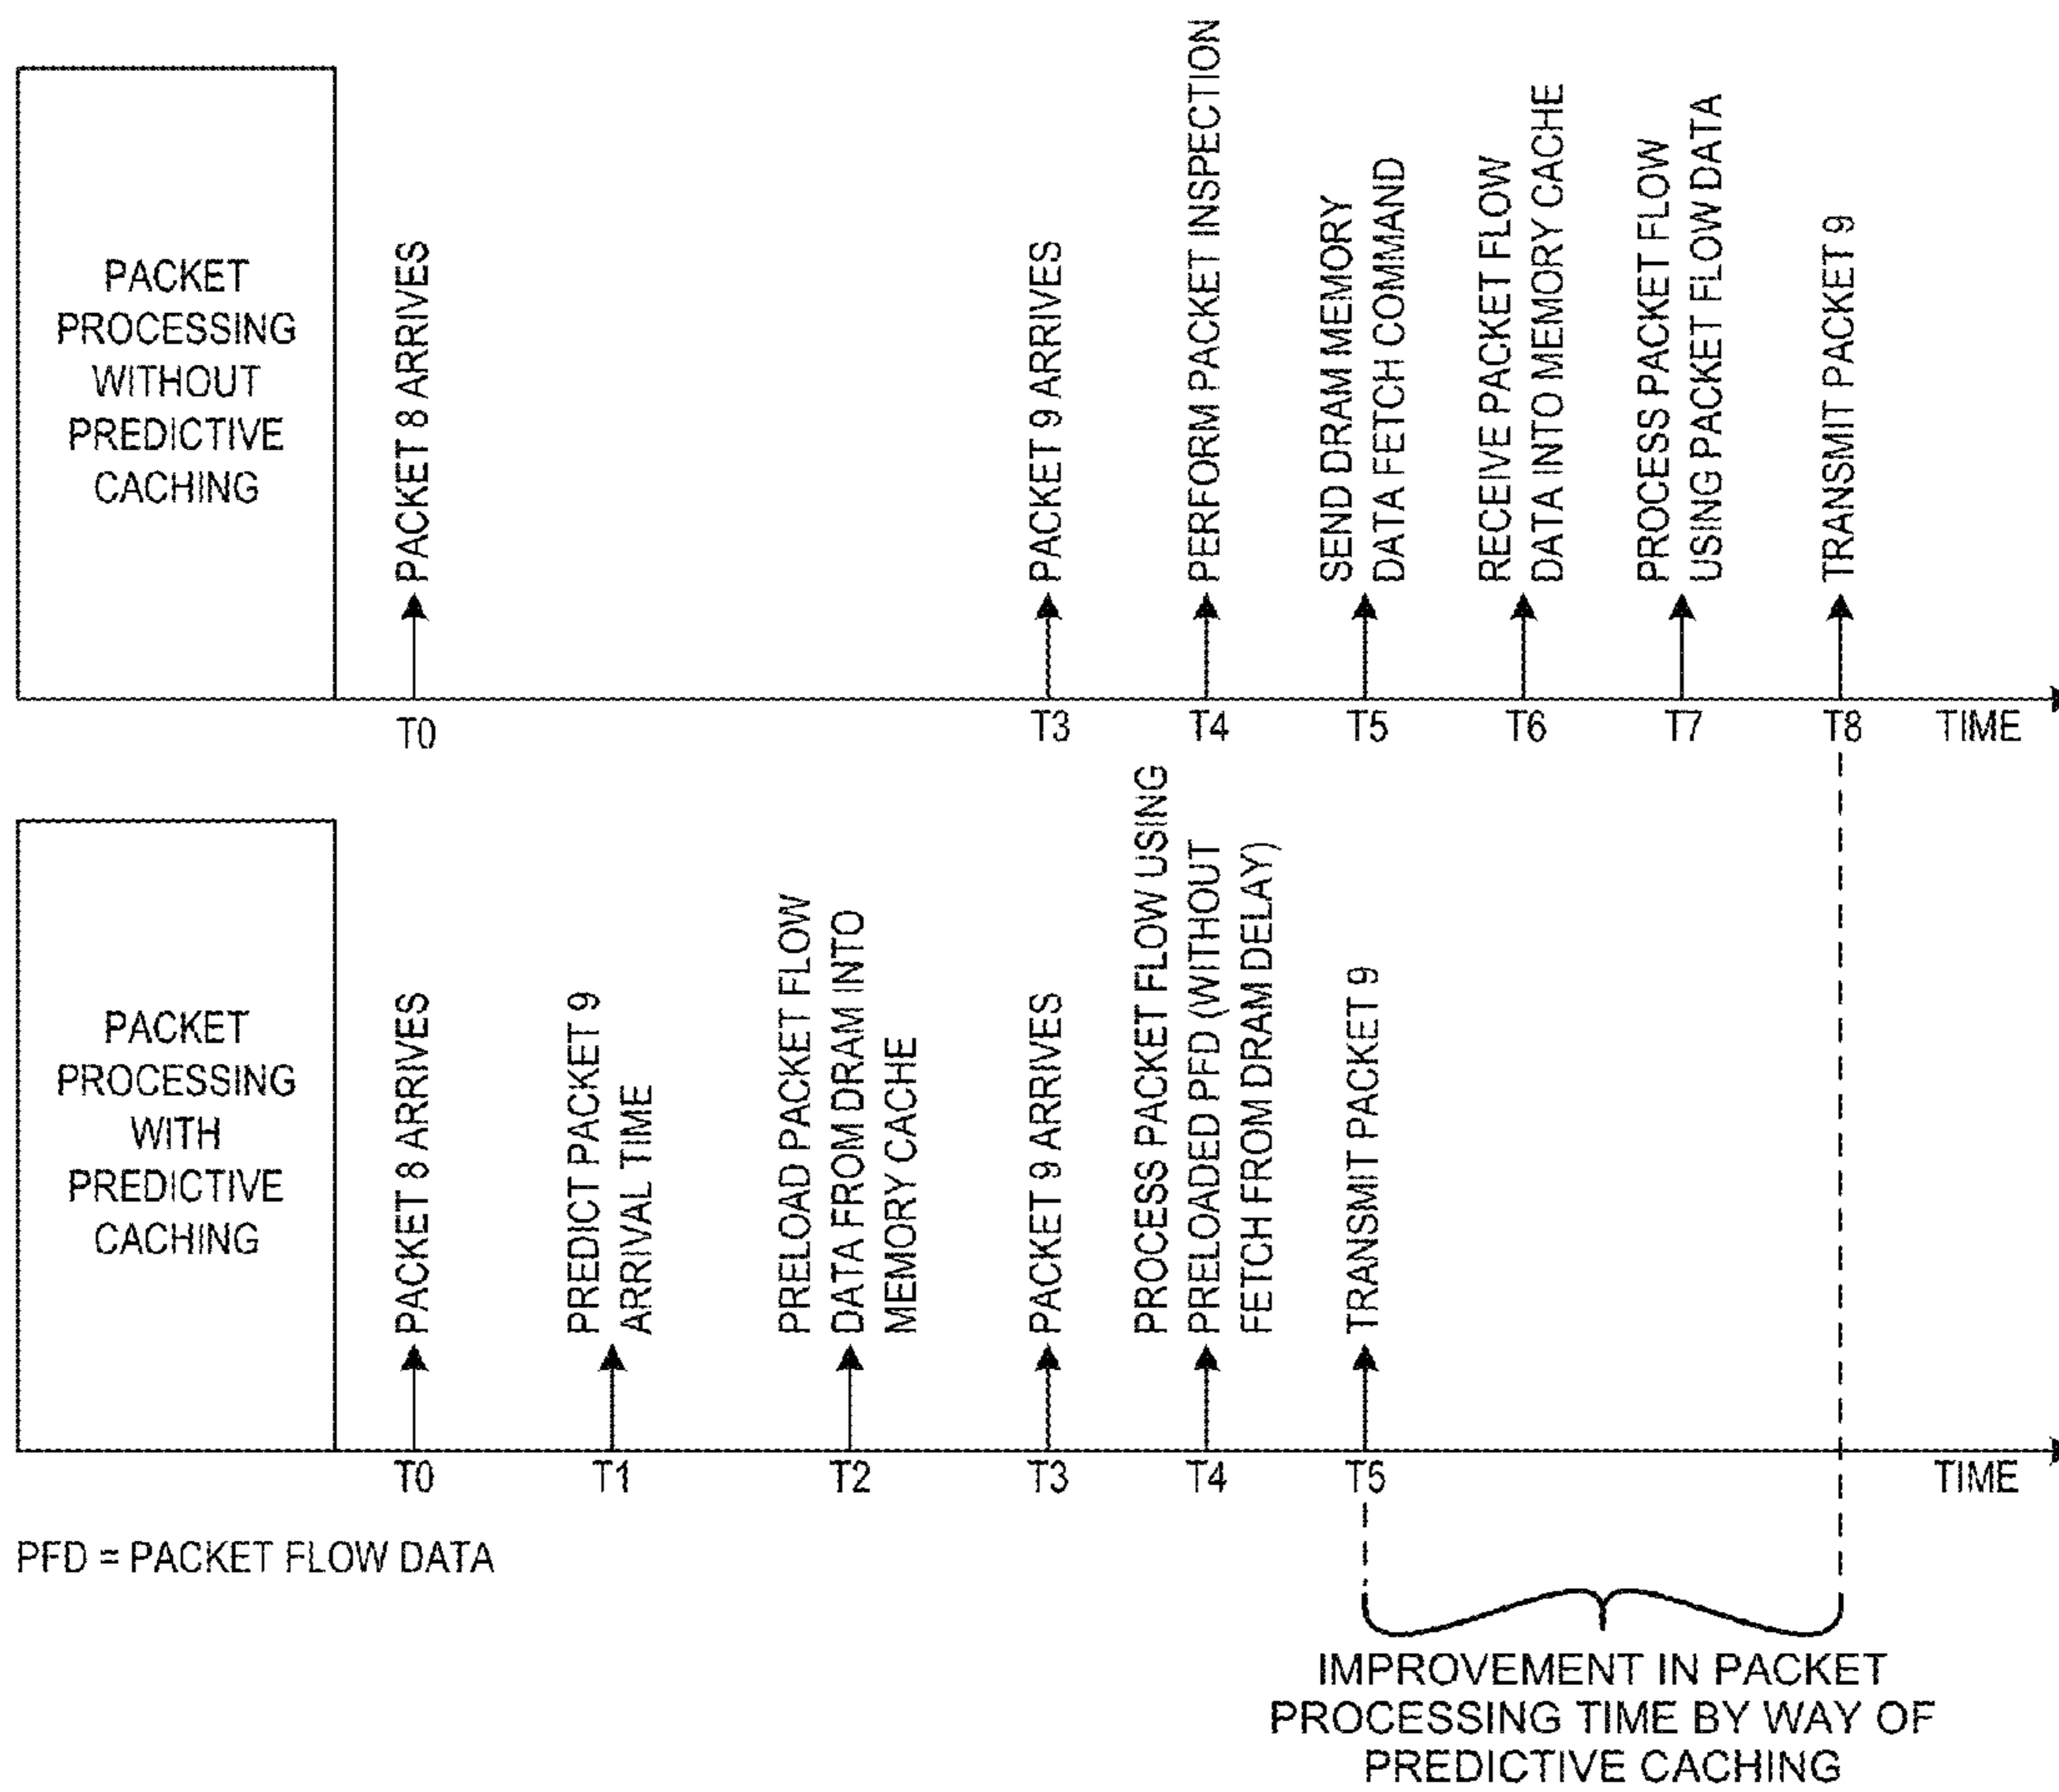 PACKET
PROCESSING
WITHOUT
PREDICTIVE
CACHING
PACKET 8 ARRIVES
PACKET 9 ARRIVES
PERFORM PACKET INSPECTION
SEND DRAM MEMORY
DATA FETCH COMMAND
RECEIVE PACKET FLOW
DATA INTO MEMORY CACHE
PROCESS PACKET FLOW
USING PACKET FLOW DATA
TRANSMIT PACKET 9
T0
T3
T4
T5
T6
T7
T8
TIME
PACKET
PROCESSING
WITH
PREDICTIVE
CACHING
PACKET 8 ARRIVES
PREDICT PACKET 9
ARRIVAL TIME
PRELOAD PACKET FLOW
DATA FROM DRAM INTO
MEMORY CACHE
PACKET 9 ARRIVES
PROCESS PACKET FLOW USING
PRELOADED PFD (WITHOUT
FETCH FROM DRAM DELAY)
TRANSMIT PACKET 9
T0
T1
T2
T3
T4
T5
TIME
PFD = PACKET FLOW DATA
IMPROVEMENT IN PACKET
PROCESSING TIME BY WAY OF
PREDICTIVE CACHING